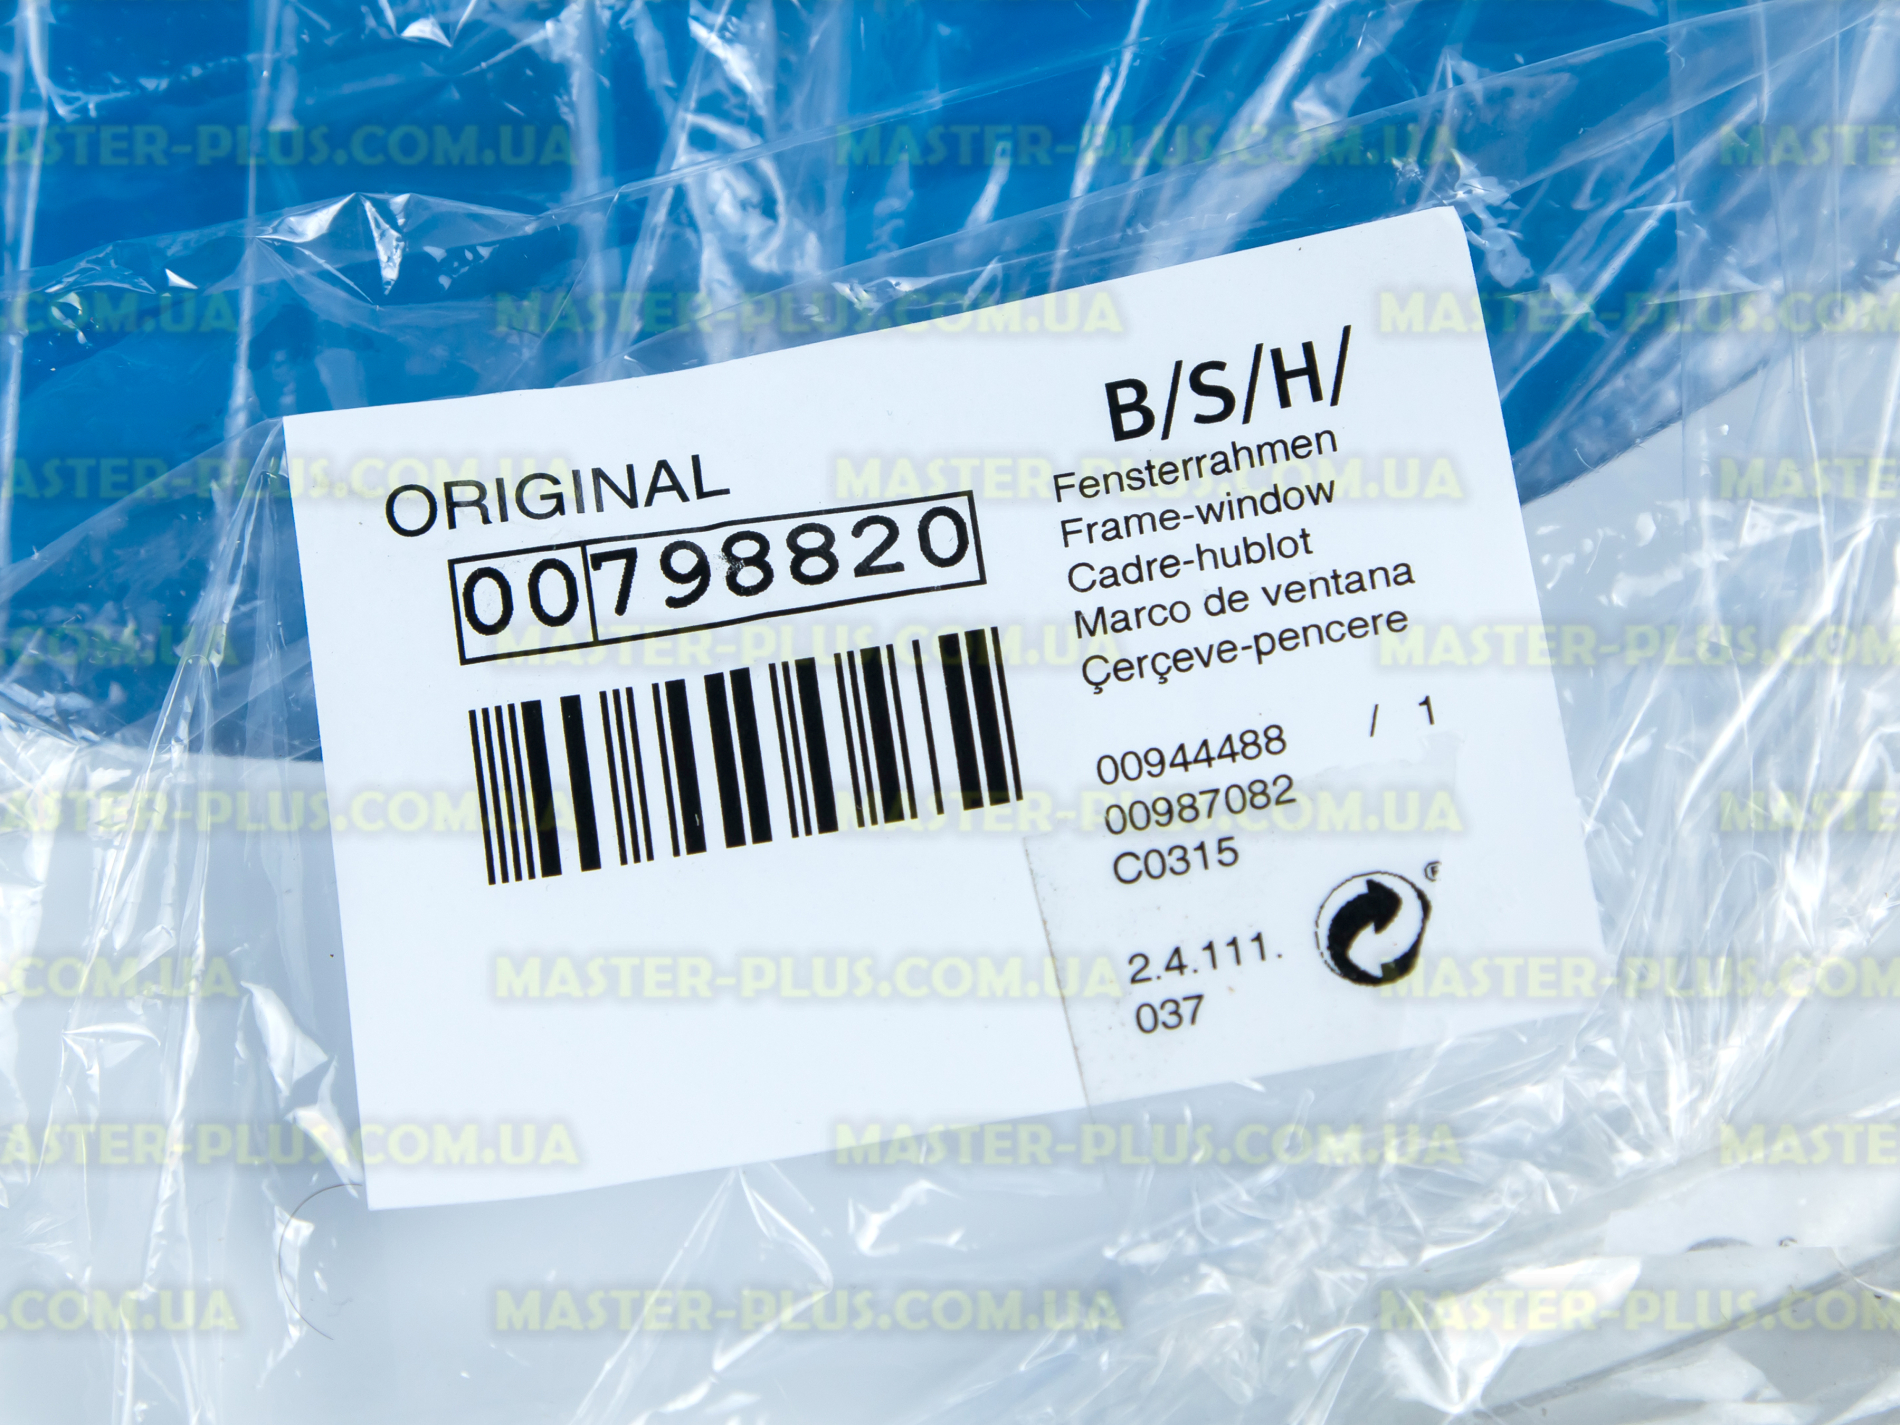 ORIGINAL
00798820
B/S/H/
Fensterrahmen
Frame-window
Cadre-hublot
Marco de ventana
Çerçeve-pencere
00944488 / 1
00987082
C0315
2.4.111.
037
®
MASTER-PLUS.COM.UA